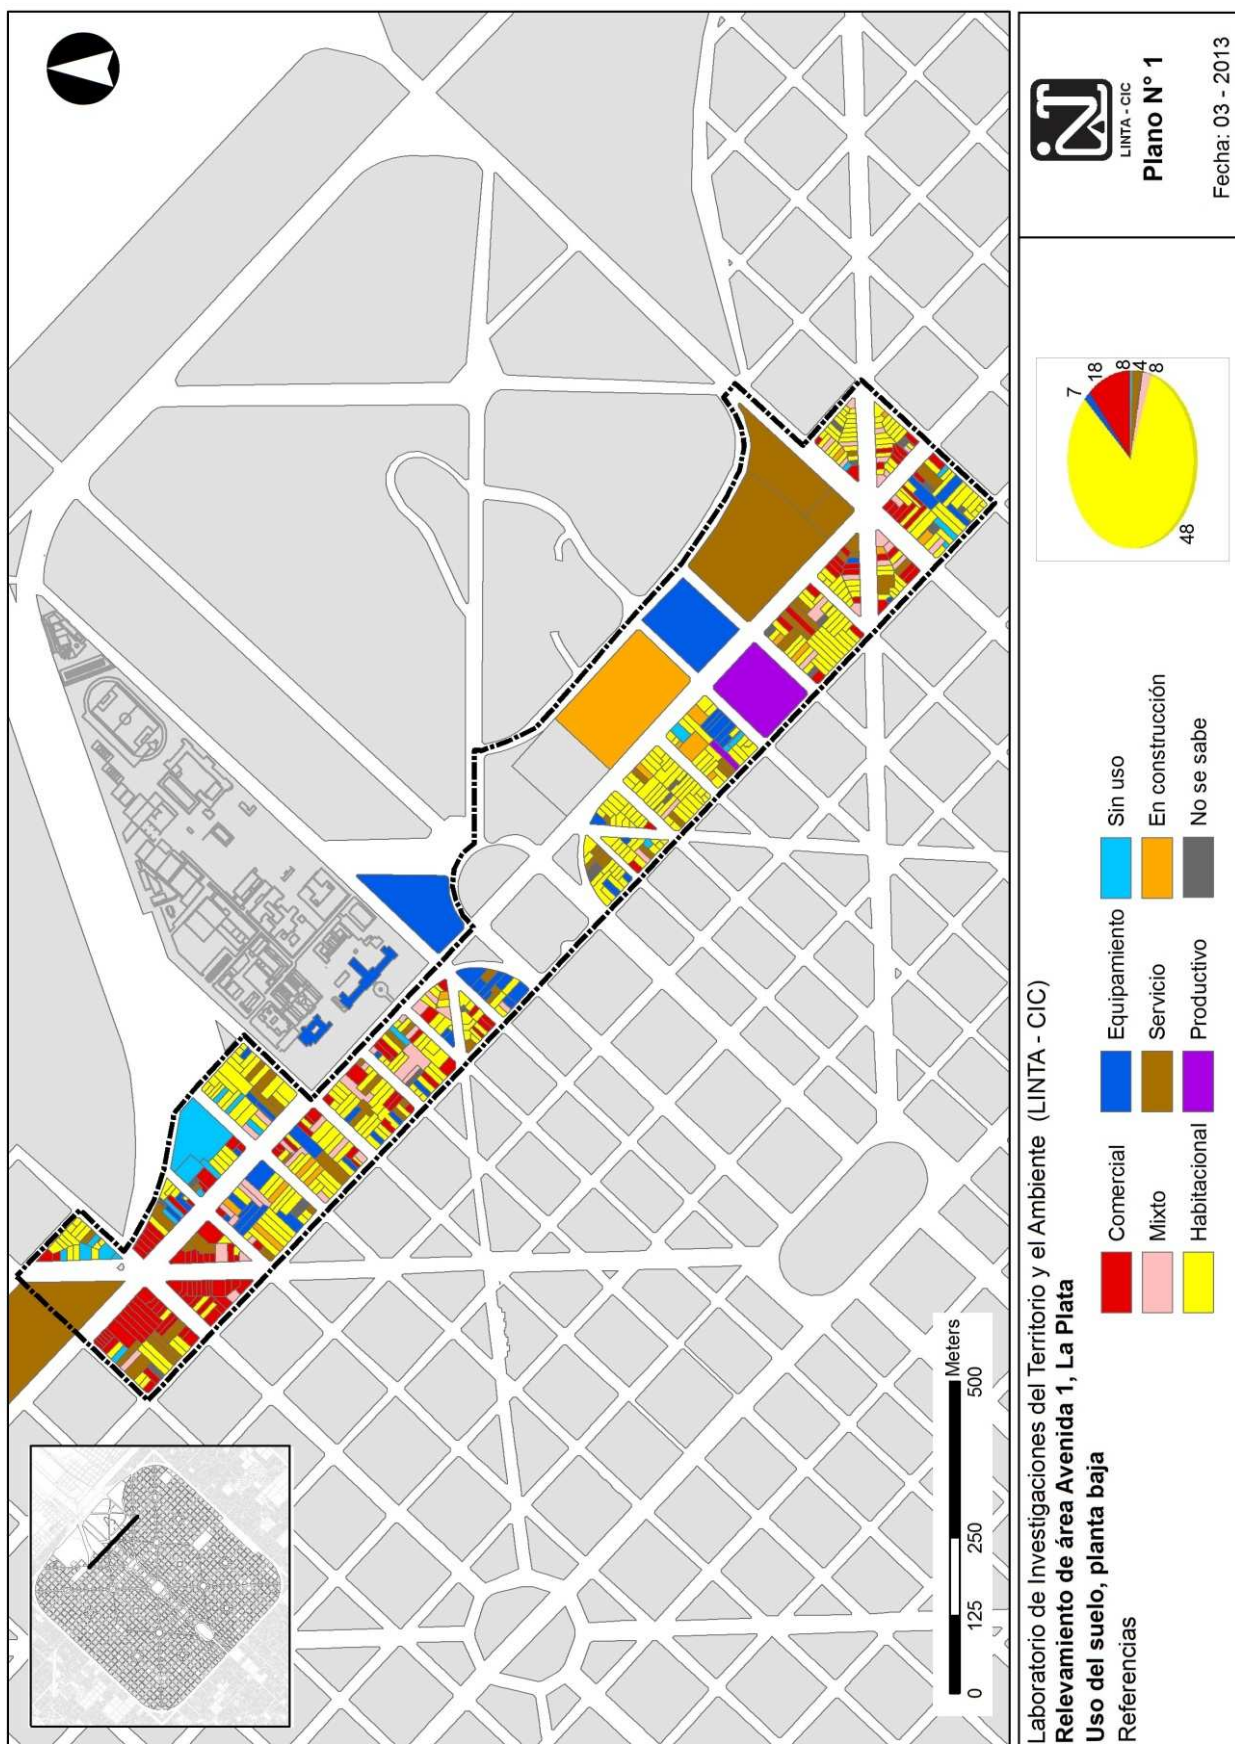 0 125 250 500
Meters
Laboratorio de Investigaciones del Territorio y el Ambiente (LINTA - CIC)
Relevamiento de área Avenida 1, La Plata
Uso del suelo, planta baja
Referencias
Comercial
Mixto
Habitacional
Equipamiento
Servicio
Productivo
Sin uso
En construcción
No se sabe
48
7
18
8
4
8
LINTA - CIC
Plano N° 1
Fecha: 03 - 2013